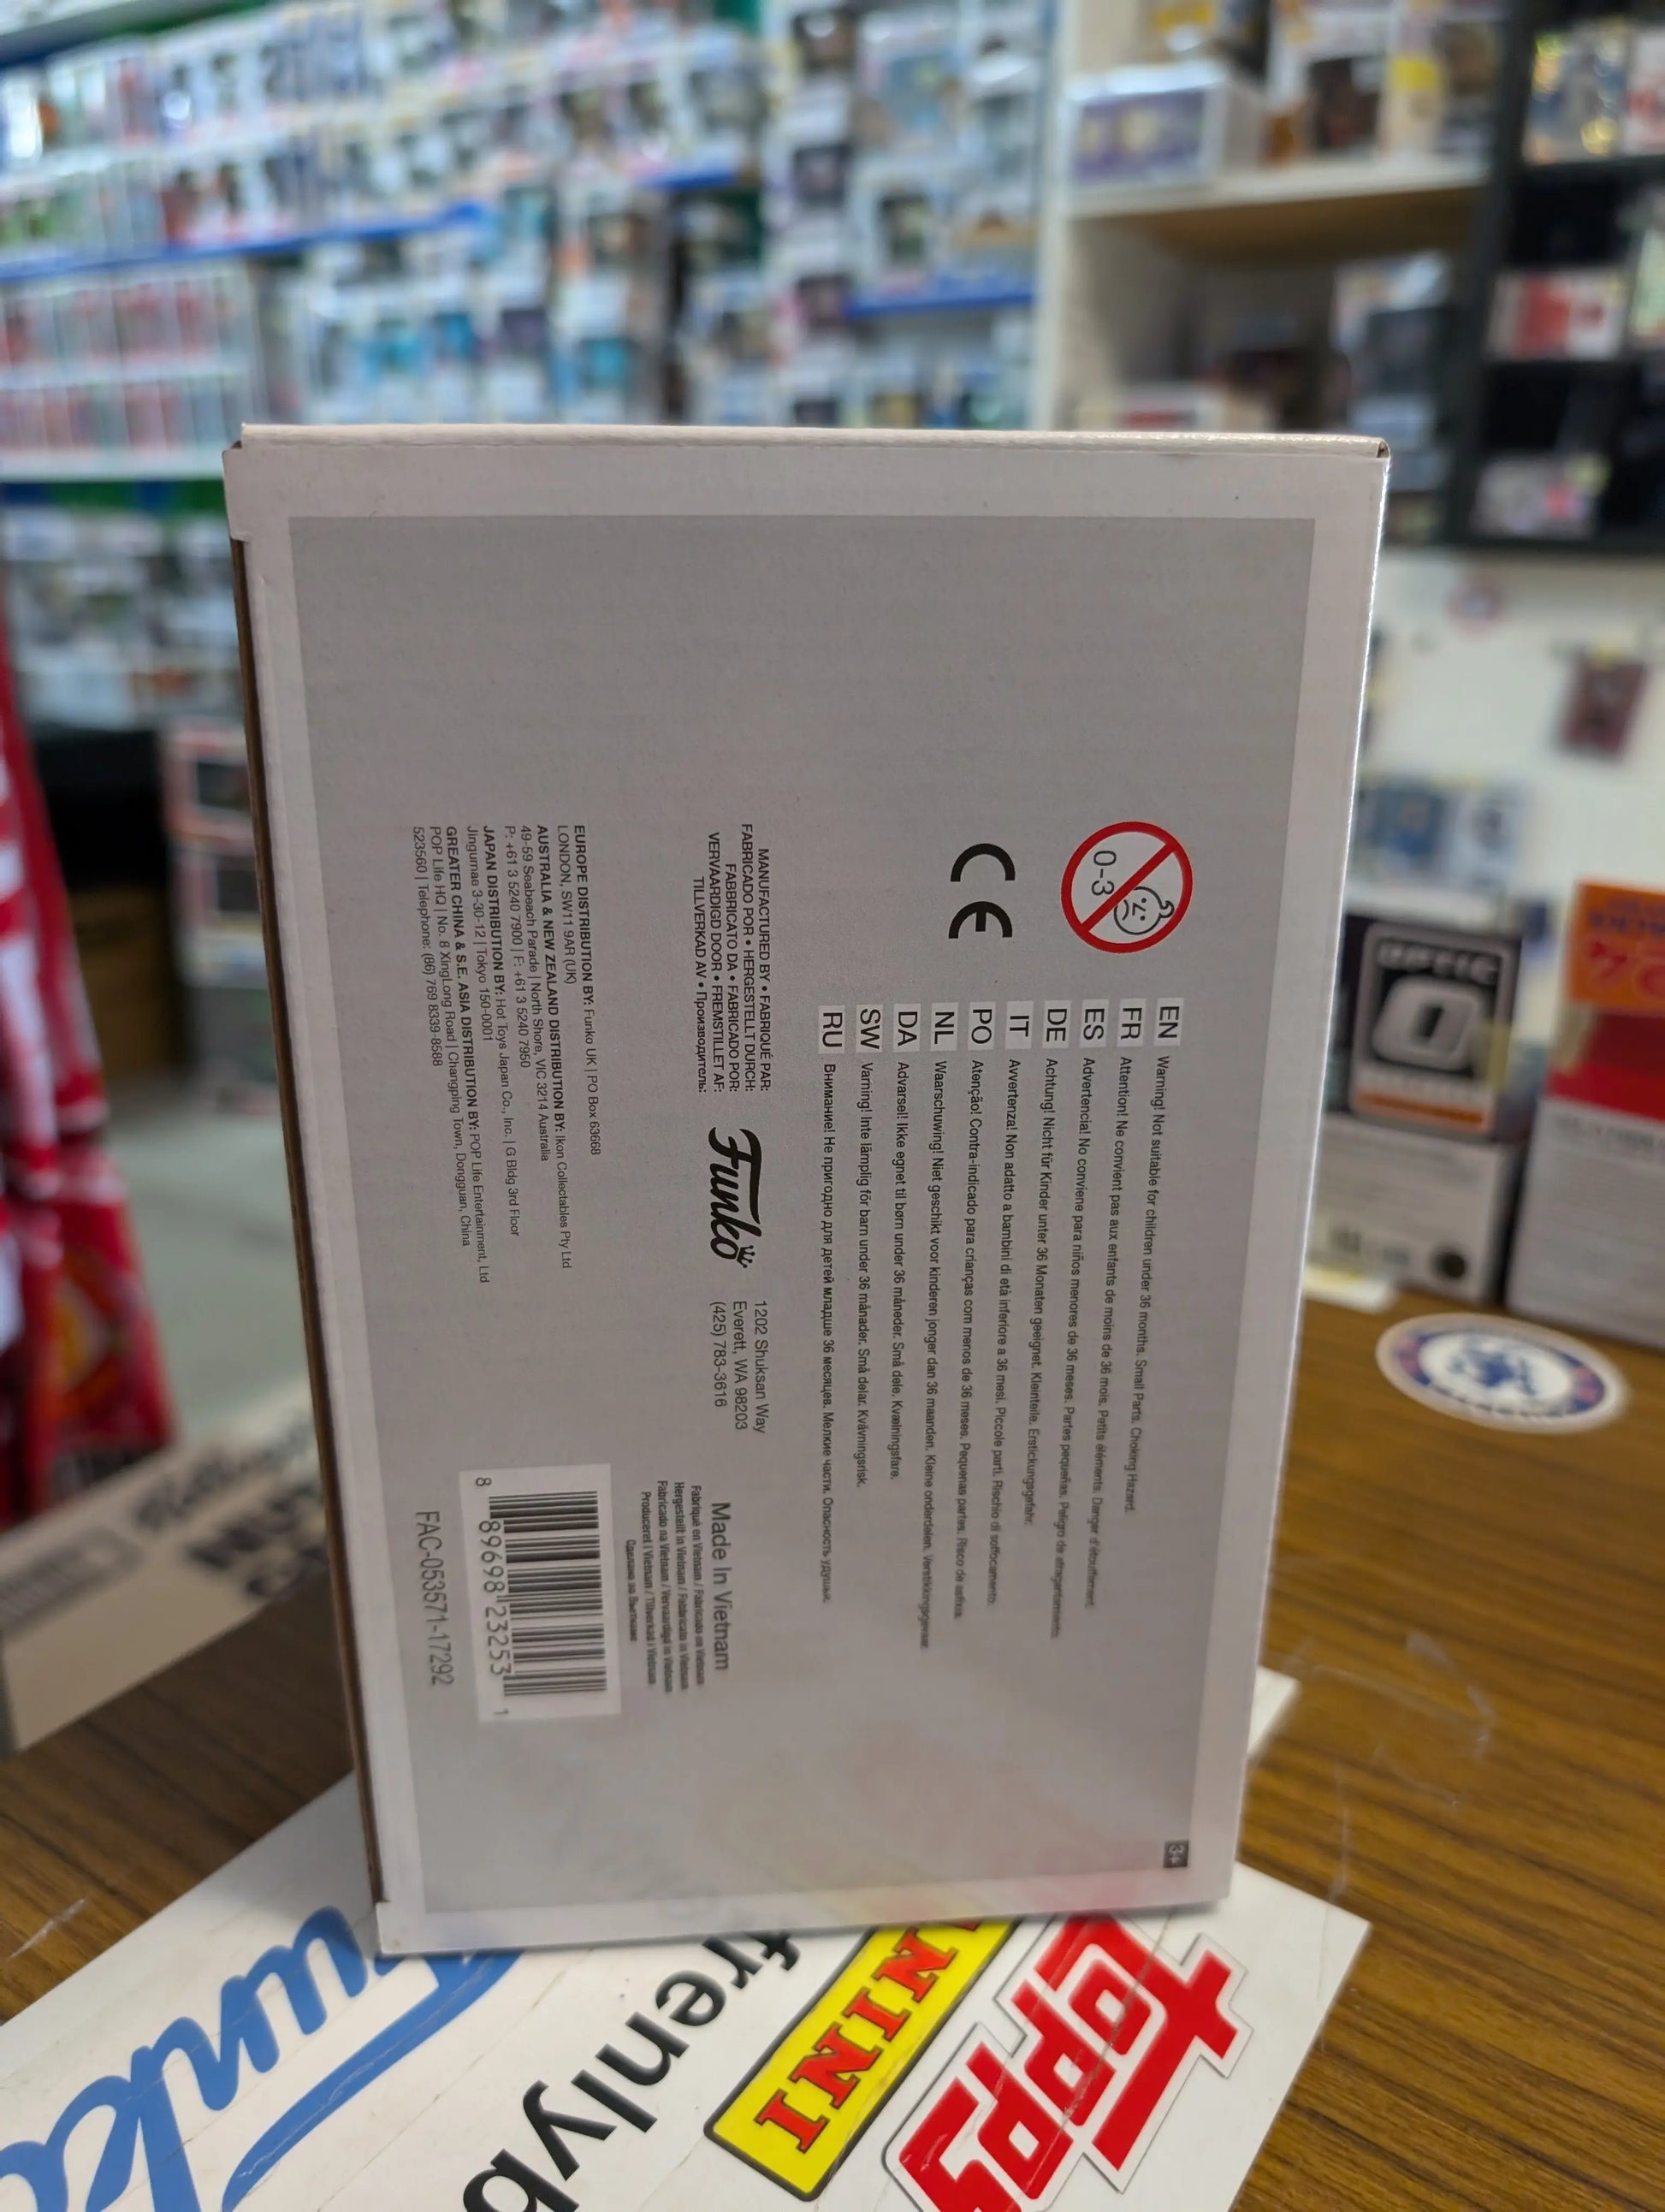 0-3
CE
EN Warning! Not suitable for children under 36 months. Small Parts. Choking Hazard.
FR Attention! Ne convient pas aux enfants de moins de 36 mois. Petits éléments. Danger d'étouffement.
ES Advertencia! No conviene para niños menores de 36 meses. Partes pequeñas. Peligro de atragantamiento.
DE Achtung! Nicht für Kinder unter 36 Monaten geeignet. Kleinteile. Erstickungsgefahr.
IT Avvertenza! Non adatto a bambini di età inferiore a 36 mesi. Piccole parti. Rischio di soffocamento.
PO Atenção! Contra-indicado para crianças com menos de 36 meses. Pequenas partes. Risco de asfixia.
NL Waarschuwing! Niet geschikt voor kinderen jonger dan 36 maanden. Kleine onderdelen. Verstikkingsgevaar.
DA Advarsel! Ikke egnet til børn under 36 måneder. Små dele. Kvælningsfare.
SW Varning! Inte lämplig för barn under 36 månader. Små delar. Kvävningsrisk.
RU Внимание! Не пригодно для детей младше 36 месяцев. Мелкие части. Опасность удушья.
MANUFACTURED BY • FABRIQUÉ PAR:
FABRICADO POR • HERGESTELLT DURCH:
FABBRICATO DA • FABRICADO POR:
VERVAARDIGD DOOR • FREMSTILLET AF:
TILLVERKAD AV • Производитель:
Funko
1202 Shuksan Way
Everett, WA 98203
(425) 783-3616
Made In Vietnam
Fabriqué en Vietnam / Fabricado en Vietnam
Hergestellt in Vietnam / Fabbricato in Vietnam
Fabricado na Vietnam / Vervaardigd in Vietnam
Produceret i Vietnam / Tillverkad i Vietnam
Сделано во Вьетнаме
EUROPE DISTRIBUTION BY: Funko UK | PO Box 63668
LONDON, SW11 9AR (UK)
AUSTRALIA & NEW ZEALAND DISTRIBUTION BY: Ikon Collectables Pty Ltd
49-59 Seabeach Parade | North Shore, VIC 3214 Australia
P: +61 3 5240 7900 | F: +61 3 5240 7950
JAPAN DISTRIBUTION BY: Hot Toys Japan Co., Inc. | G Bldg 3rd Floor
Jingumae 3-30-12 | Tokyo 150-0001
GREATER CHINA & S.E. ASIA DISTRIBUTION BY: POP Life Entertainment, Ltd
POP Life HQ | No. 8 XingLong Road | Changping Town, Dongguan, China
523560 | Telephone: (86) 769 8339-8588
8 89698 23253 1
FAC-053571-17292
34
OPTIC
Funko
frenlyb
NINI
topps